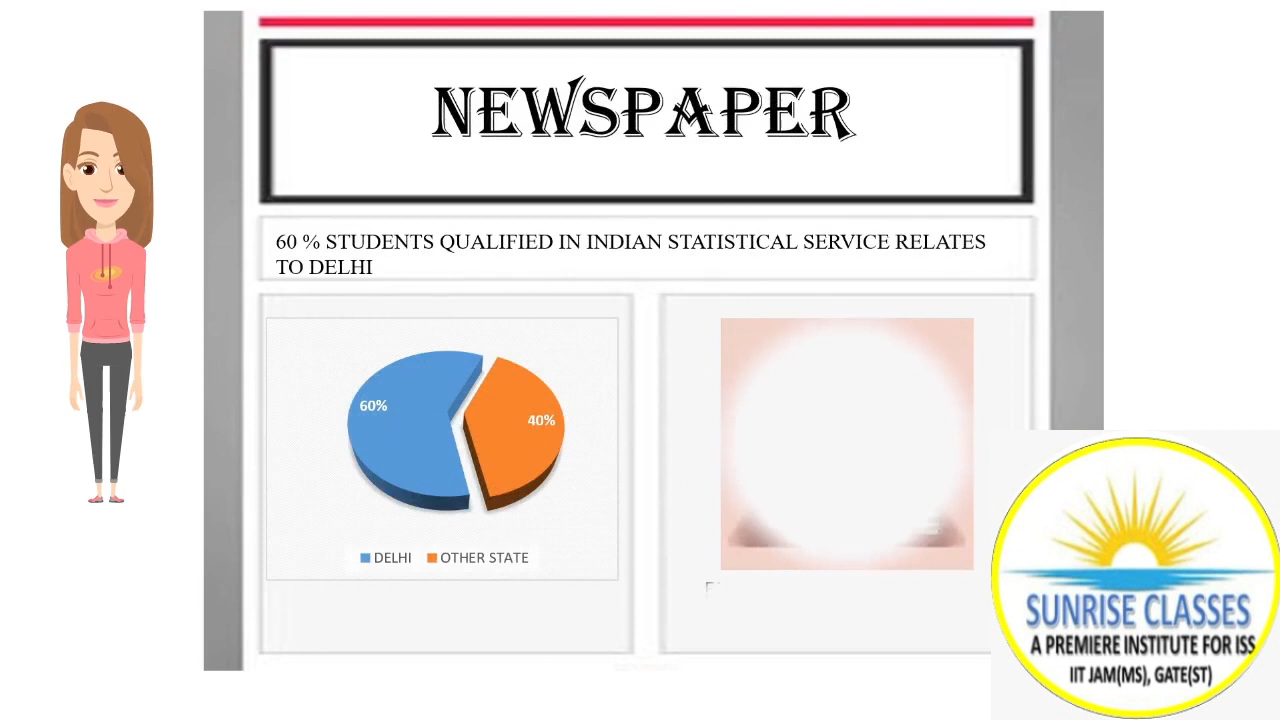 NEWSPAPER
60 % STUDENTS QUALIFIED IN INDIAN STATISTICAL SERVICE RELATES
TO DELHI
60%
40%
DELHI OTHER STATE
SUNRISE CLASSES
A PREMIERE INSTITUTE FOR ISS
IIT JAM(MS), GATE(ST)